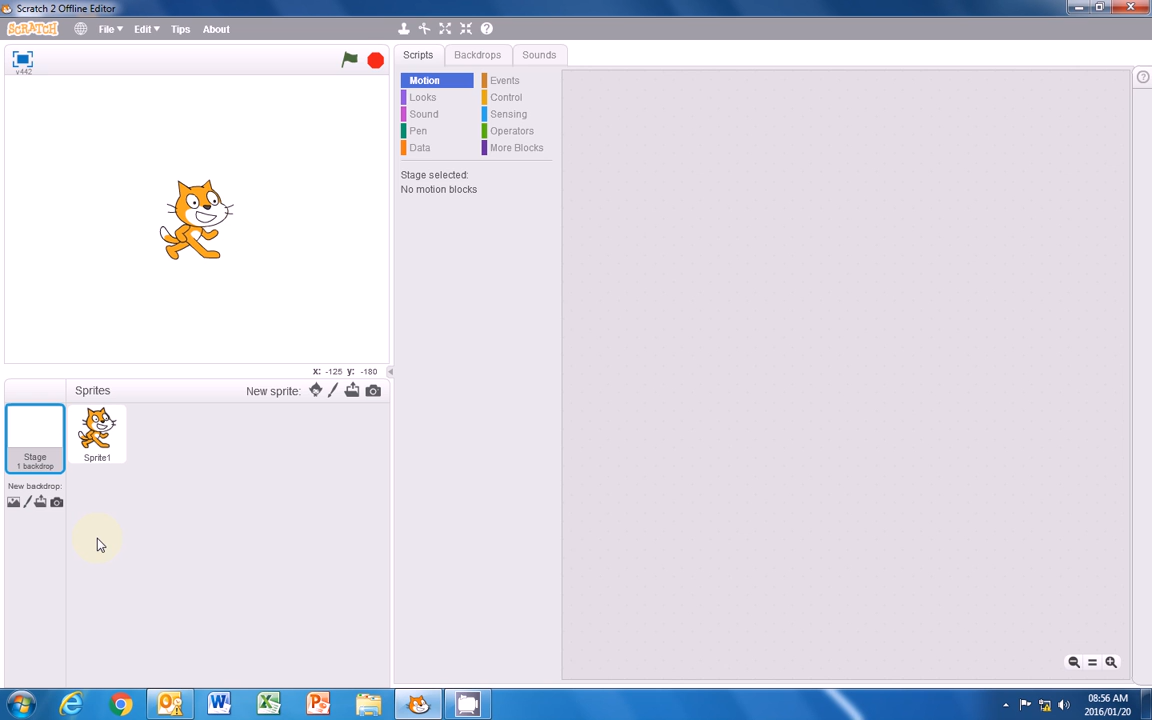 Scratch 2 Offline Editor
SCRATCH File Edit Tips About
v442
Scripts Backdrops Sounds
Motion Events
Looks Control
Sound Sensing
Pen Operators
Data More Blocks
Stage selected:
No motion blocks
x: -125 y: -180
Sprites New sprite:
Stage
1 backdrop
Sprite1
New backdrop:
08:56 AM
2016/01/20